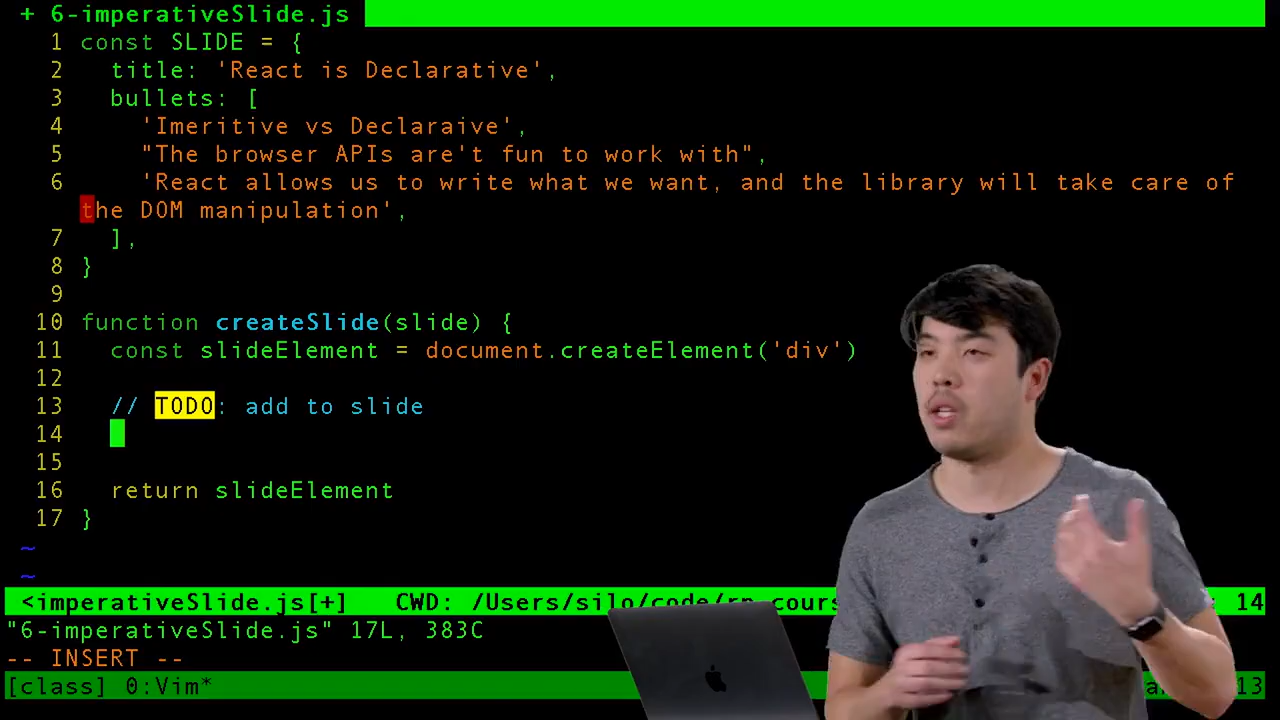 + 6-imperativeSlide.js
1 const SLIDE = {
2 title: 'React is Declarative',
3 bullets: [
4 'Imeritive vs Declaraive',
5 "The browser APIs are't fun to work with",
6 'React allows us to write what we want, and the library will take care of
the DOM manipulation',
7 ],
8 }
9
10 function createSlide(slide) {
11 const slideElement = document.createElement('div')
12
13 // TODO: add to slide
14
15
16 return slideElement
17 }
~
~
<imperativeSlide.js[+] CWD: /Users/silo/code/rn_cours 14
"6-imperativeSlide.js" 17L, 383C
-- INSERT --
[class] 0:Vim* 13